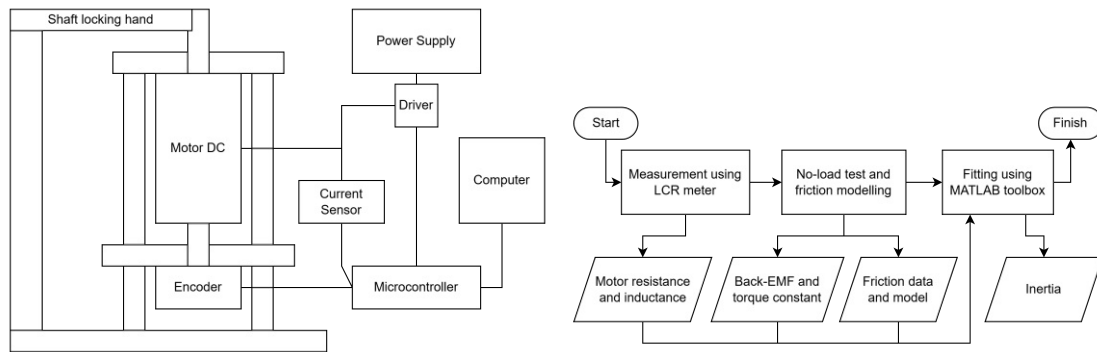 Shaft locking hand
Power Supply
Driver
Motor DC
Computer
Current
Sensor
Encoder
Microcontroller
Start
Finish
Measurement using
LCR meter
No-load test and
friction modelling
Fitting using
MATLAB toolbox
Motor resistance
and inductance
Back-EMF and
torque constant
Friction data
and model
Inertia